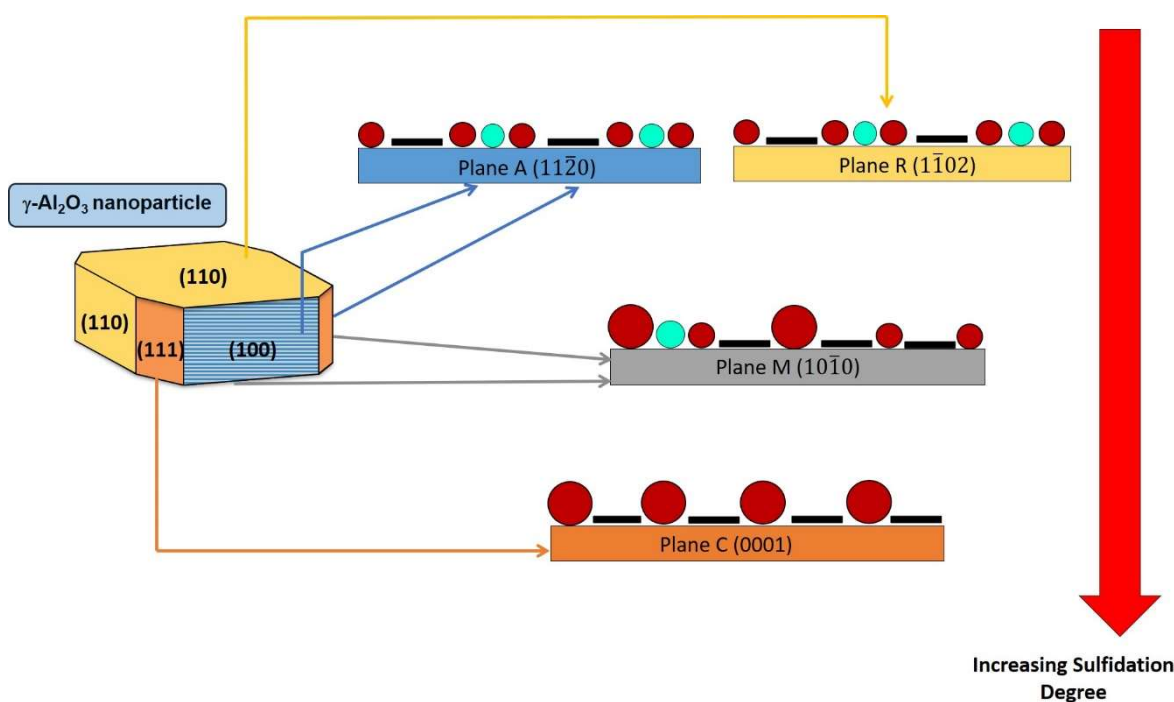 Plane A (112̅0)
Plane R (11̅02)
γ-Al₂O₃ nanoparticle
(110)
(110)
(111)
(100)
Plane M (101̅0)
Plane C (0001)
Increasing Sulfidation
Degree